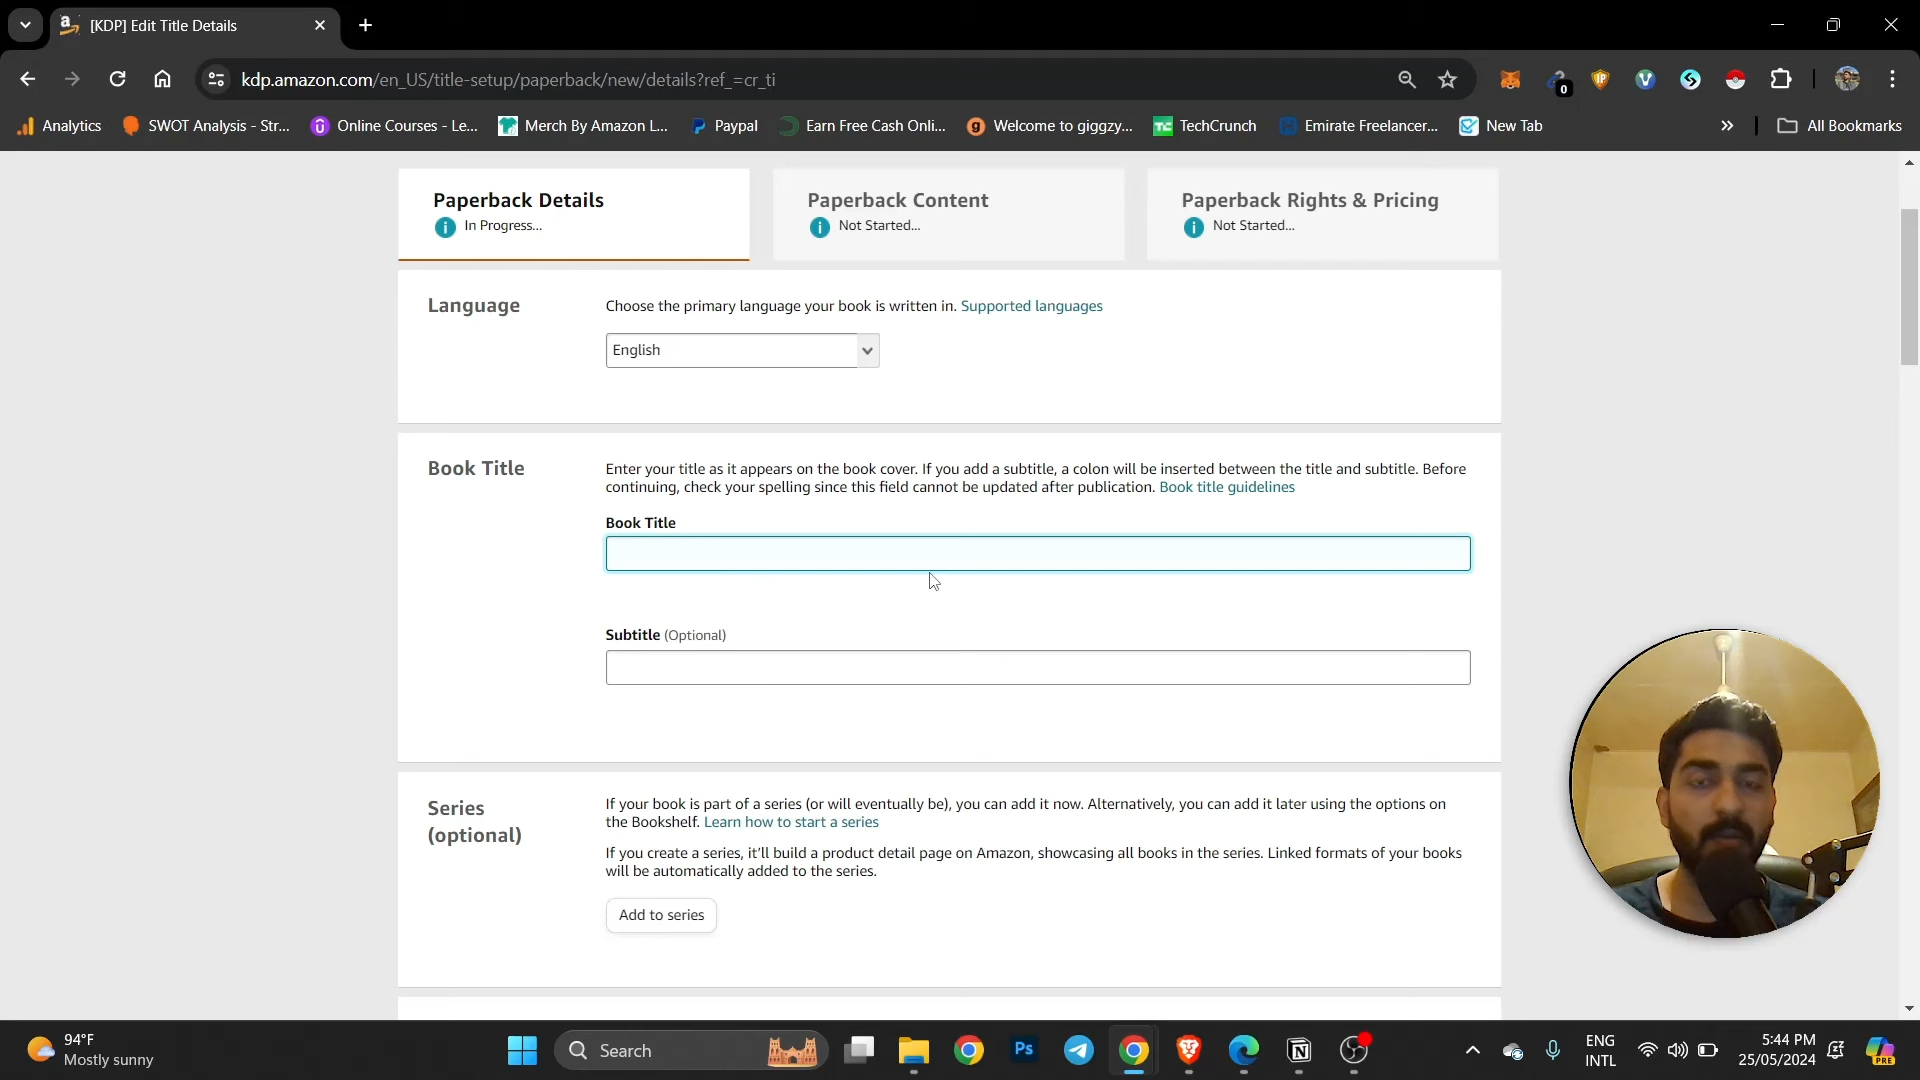 [KDP] Edit Title Details
kdp.amazon.com/en_US/title-setup/paperback/new/details?ref_=cr_ti
0
Analytics
SWOT Analysis - Str...
Online Courses - Le...
Merch By Amazon L...
Paypal
Earn Free Cash Onli...
Welcome to giggzy...
TechCrunch
Emirate Freelancer...
New Tab
All Bookmarks
Paperback Details
In Progress...
Paperback Content
Not Started...
Paperback Rights & Pricing
Not Started...
Language
Choose the primary language your book is written in. Supported languages
English
Book Title
Enter your title as it appears on the book cover. If you add a subtitle, a colon will be inserted between the title and subtitle. Before
continuing, check your spelling since this field cannot be updated after publication. Book title guidelines
Book Title
Subtitle (Optional)
Series
(optional)
If your book is part of a series (or will eventually be), you can add it now. Alternatively, you can add it later using the options on
the Bookshelf. Learn how to start a series
If you create a series, it'll build a product detail page on Amazon, showcasing all books in the series. Linked formats of your books
will be automatically added to the series.
Add to series
94°F
Mostly sunny
Search
Ps
ENG
INTL
5:44 PM
25/05/2024
PRE